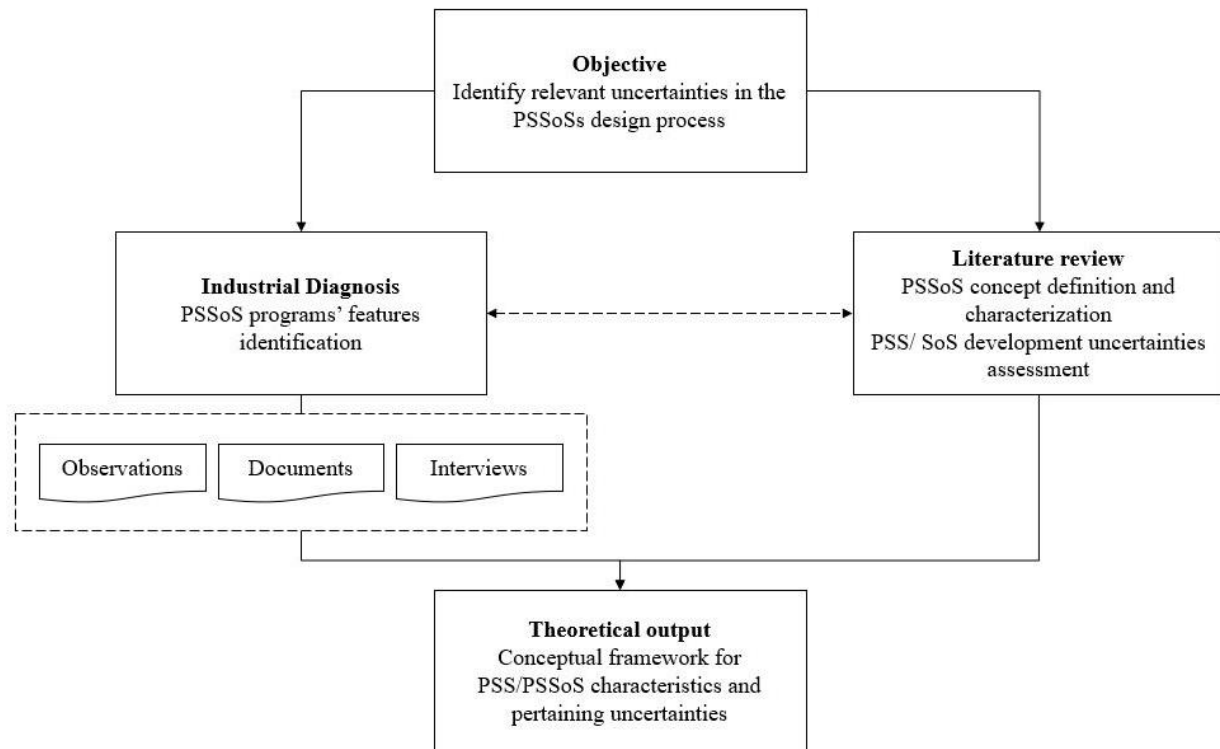 Objective
Identify relevant uncertainties in the
PSSoSs design process
Industrial Diagnosis
PSSoS programs’ features
identification
Literature review
PSSoS concept definition and
characterization
PSS/ SoS development uncertainties
assessment
Observations
Documents
Interviews
Theoretical output
Conceptual framework for
PSS/PSSoS characteristics and
pertaining uncertainties